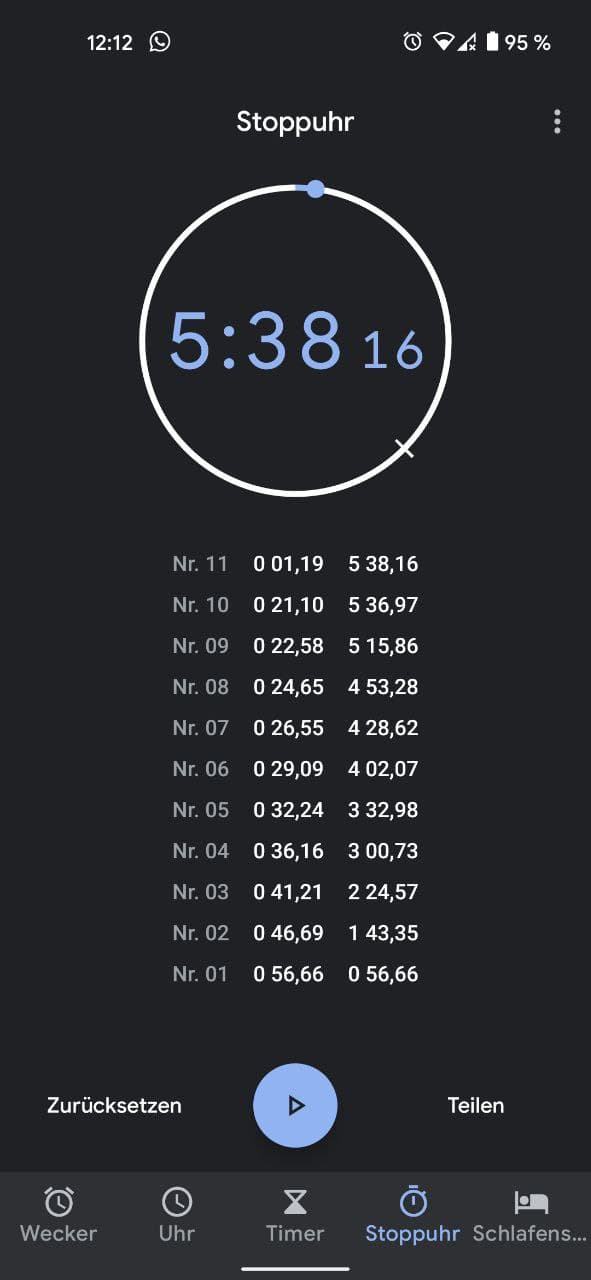 12:12 95 %
Stoppuhr
5:38 16
Nr. 11 0 01,19 5 38,16
Nr. 10 0 21,10 5 36,97
Nr. 09 0 22,58 5 15,86
Nr. 08 0 24,65 4 53,28
Nr. 07 0 26,55 4 28,62
Nr. 06 0 29,09 4 02,07
Nr. 05 0 32,24 3 32,98
Nr. 04 0 36,16 3 00,73
Nr. 03 0 41,21 2 24,57
Nr. 02 0 46,69 1 43,35
Nr. 01 0 56,66 0 56,66
Zurücksetzen Teilen
Wecker Uhr Timer Stoppuhr Schlafens...